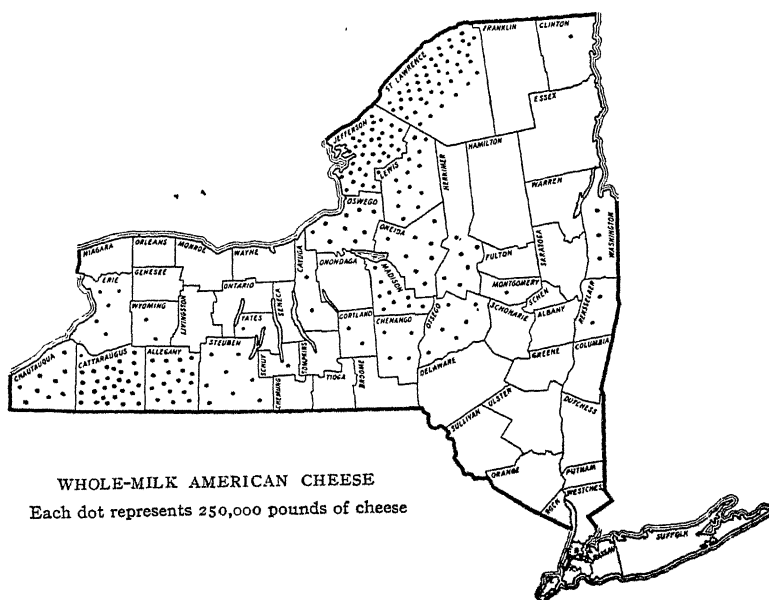 FRANKLIN
CLINTON
ST LAWRENCE
ESSEX
JEFFERSON
LEWIS
HERKIMER
HAMILTON
WARREN
OSWEGO
ONEIDA
WASHINGTON
NIAGARA
ORLEANS
MONROE
WAYNE
CAYUGA
ONONDAGA
MADISON
FULTON
SARATOGA
ERIE
GENESEE
ONTARIO
SENECA
MONTGOMERY
SCHEN
RENSSELAER
WYOMING
LIVINGSTON
YATES
CORTLAND
CHENANGO
OTSEGO
SCHOHARIE
ALBANY
CHAUTAUQUA
CATTARAUGUS
ALLEGANY
STEUBEN
SCHUY
TOMPKINS
CHEMUNG
TIOGA
BROOME
DELAWARE
GREENE
COLUMBIA
SULLIVAN
ULSTER
DUTCHESS
ORANGE
PUTNAM
ROCK
WESTCHES
NASSAU
SUFFOLK
WHOLE-MILK AMERICAN CHEESE
Each dot represents 250,000 pounds of cheese